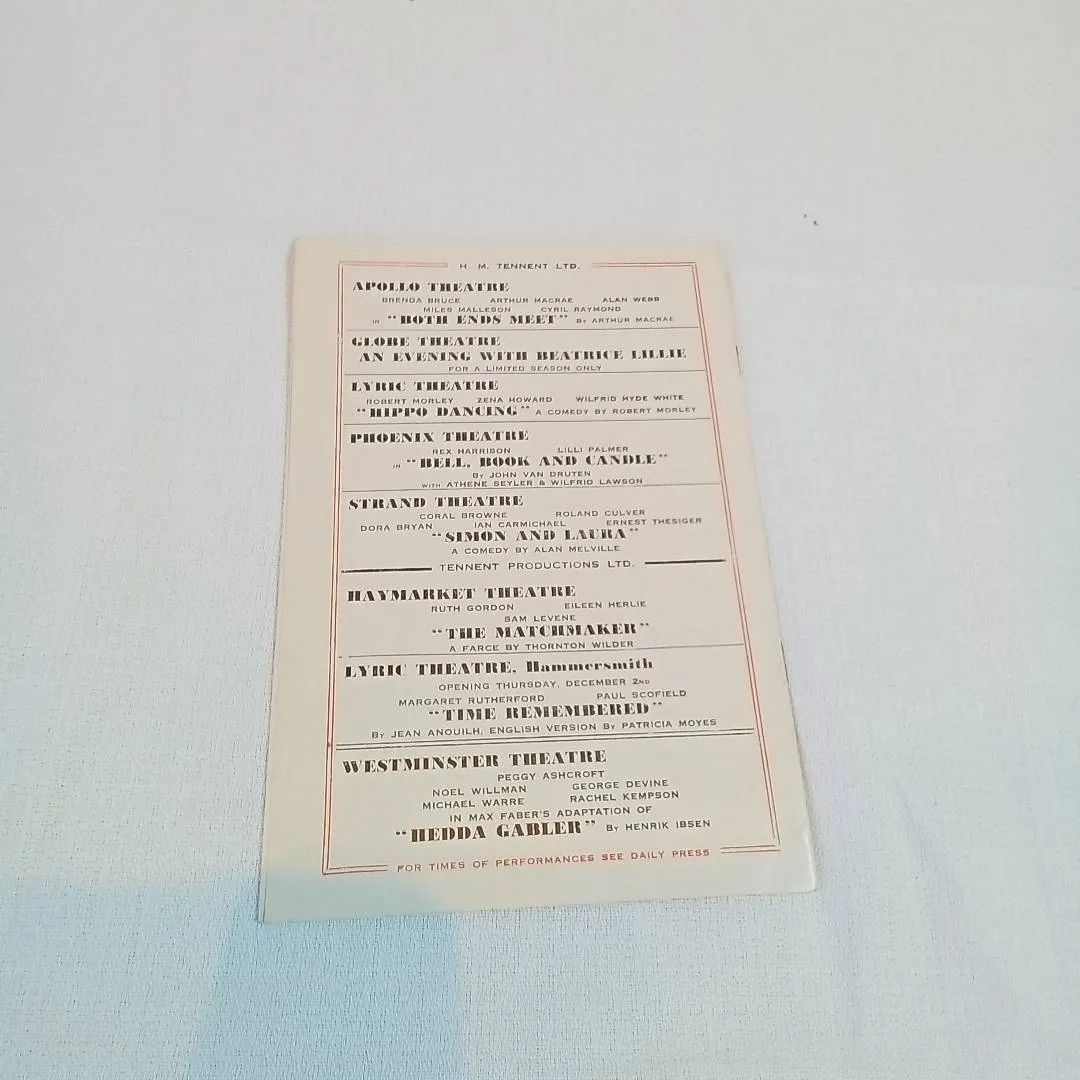 H. M. TENNENT LTD.
APOLLO THEATRE
BRENDA BRUCE ARTHUR MACRAE ALAN WEBB
MILES MALLESON CYRIL RAYMOND
IN "BOTH ENDS MEET" BY ARTHUR MACRAE
GLOBE THEATRE
AN EVENING WITH BEATRICE LILLIE
FOR A LIMITED SEASON ONLY
LYRIC THEATRE
ROBERT MORLEY ZENA HOWARD WILFRID HYDE WHITE
"HIPPO DANCING" A COMEDY BY ROBERT MORLEY
PHOENIX THEATRE
REX HARRISON LILLI PALMER
IN "BELL, BOOK AND CANDLE"
BY JOHN VAN DRUTEN
WITH ATHENE SEYLER & WILFRID LAWSON
STRAND THEATRE
CORAL BROWNE ROLAND CULVER
DORA BRYAN IAN CARMICHAEL ERNEST THESIGER
"SIMON AND LAURA"
A COMEDY BY ALAN MELVILLE
TENNENT PRODUCTIONS LTD.
HAYMARKET THEATRE
RUTH GORDON EILEEN HERLIE
SAM LEVENE
"THE MATCHMAKER"
A FARCE BY THORNTON WILDER
LYRIC THEATRE, Hammersmith
OPENING THURSDAY, DECEMBER 2ND
MARGARET RUTHERFORD PAUL SCOFIELD
"TIME REMEMBERED"
BY JEAN ANOUILH, ENGLISH VERSION BY PATRICIA MOYES
WESTMINSTER THEATRE
PEGGY ASHCROFT
NOEL WILLMAN GEORGE DEVINE
MICHAEL WARRE RACHEL KEMPSON
IN MAX FABER'S ADAPTATION OF
"HEDDA GABLER" BY HENRIK IBSEN
FOR TIMES OF PERFORMANCES SEE DAILY PRESS